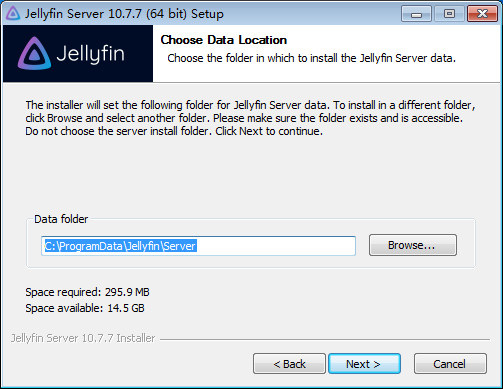 Jellyfin Server 10.7.7 (64 bit) Setup
Jellyfin
Choose Data Location
Choose the folder in which to install the Jellyfin Server data.
The installer will set the following folder for Jellyfin Server data. To install in a different folder,
click Browse and select another folder. Please make sure the folder exists and is accessible.
Do not choose the server install folder. Click Next to continue.
Data folder
C:\ProgramData\Jellyfin\Server
Browse...
Space required: 295.9 MB
Space available: 14.5 GB
Jellyfin Server 10.7.7 Installer
< Back
Next >
Cancel